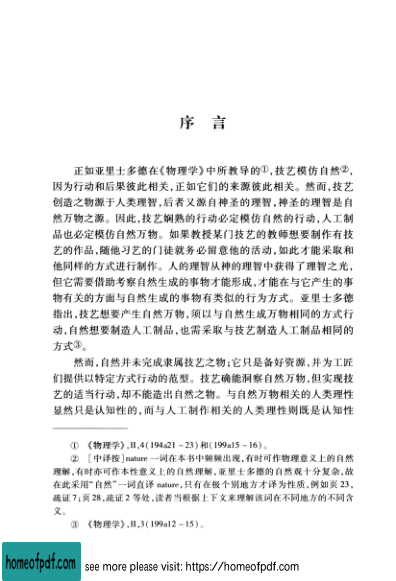 序 言
正如亚里士多德在《物理学》中所教导的①,技艺模仿自然②,
因为行动和后果彼此相关,正如它们的来源彼此相关。然而,技艺
创造之物源于人类理智,后者又源自神圣的理智,神圣的理智是自
然万物之源。因此,技艺娴熟的行动必定模仿自然的行动,人工制
品也必定模仿自然万物。如果教授某门技艺的教师想要制作有技
艺的作品,随他习艺的门徒就务必留意他的活动,如此才能采取和
他同样的方式进行制作。人的理智从神的理智中获得了理智之光,
但它需要借助考察自然生成的事物才能形成,才能在与它产生的事
物有关的方面与自然生成的事物有类似的行为方式。亚里士多德
指出,技艺想要产生自然万物,须以与自然生成万物相同的方式行
动,自然想要制造人工制品,也需采取与技艺制造人工制品相同的
方式③。
然而,自然并未完成隶属技艺之物;它只是备好资源,并为工匠
们提供以特定方式行动的范型。技艺确能洞察自然万物,但实现技
艺的适当行动,却不能造出自然之物。与自然万物相关的人类理性
显然只是认知性的,而与人工制作相关的人类理性则既是认知性
① 《物理学》,II,4(194a21-23)和(199a15-16)。
② [中译按]nature 一词在本书中频频出现,有时可作物理意义上的自然
理解,有时亦可作本性意义上的自然理解,亚里士多德的自然观十分复杂,故
在此采用“自然”一词直译 nature,只有在极个别地方才译为性质,例如页 23,
疏证 7;页 28,疏证 2 等处,读者当根据上下文来理解该词在不同地方的不同含
义。
③ 《物理学》,II,3(199a12-15)。
homeofpdf.com
homeofpdf.com see more please visit: https://homeofpdf.com